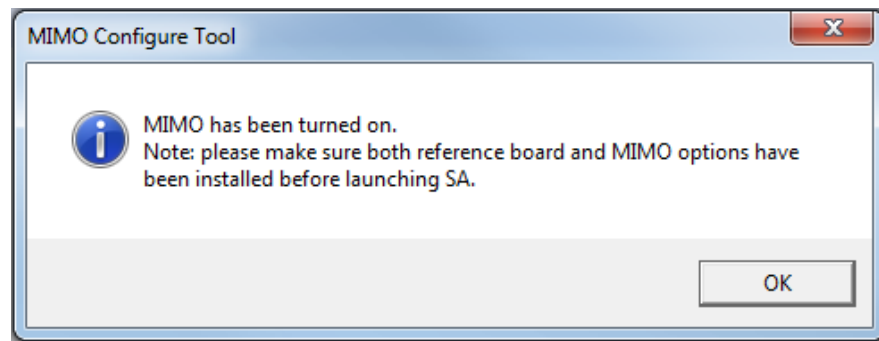 MIMO Configure Tool
MIMO has been turned on.
Note: please make sure both reference board and MIMO options have
been installed before launching SA.
OK